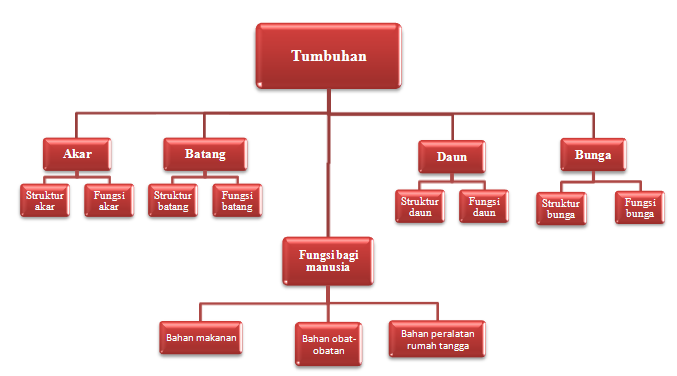 Tumbuhan
Akar
Batang
Daun
Bunga
Struktur
akar
Fungsi
akar
Struktur
batang
Fungsi
batang
Struktur
daun
Fungsi
daun
Struktur
bunga
Fungsi
bunga
Fungsi bagi
manusia
Bahan makanan
Bahan obat-
obatan
Bahan peralatan
rumah tangga